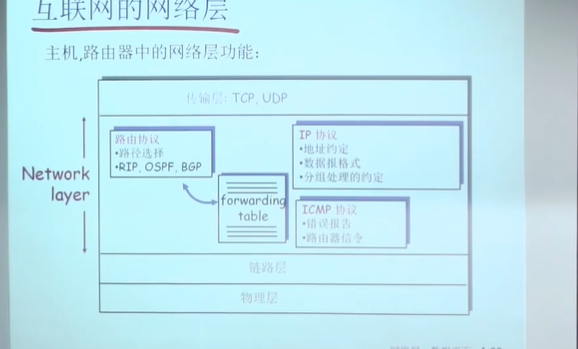 互联网的网络层
主机,路由器中的网络层功能:
传输层: TCP, UDP
Network
layer
路由协议
•路径选择
•RIP, OSPF, BGP
forwarding
table
IP 协议
•地址约定
•数据报格式
•分组处理的约定
ICMP 协议
•错误报告
•路由器信令
链路层
物理层